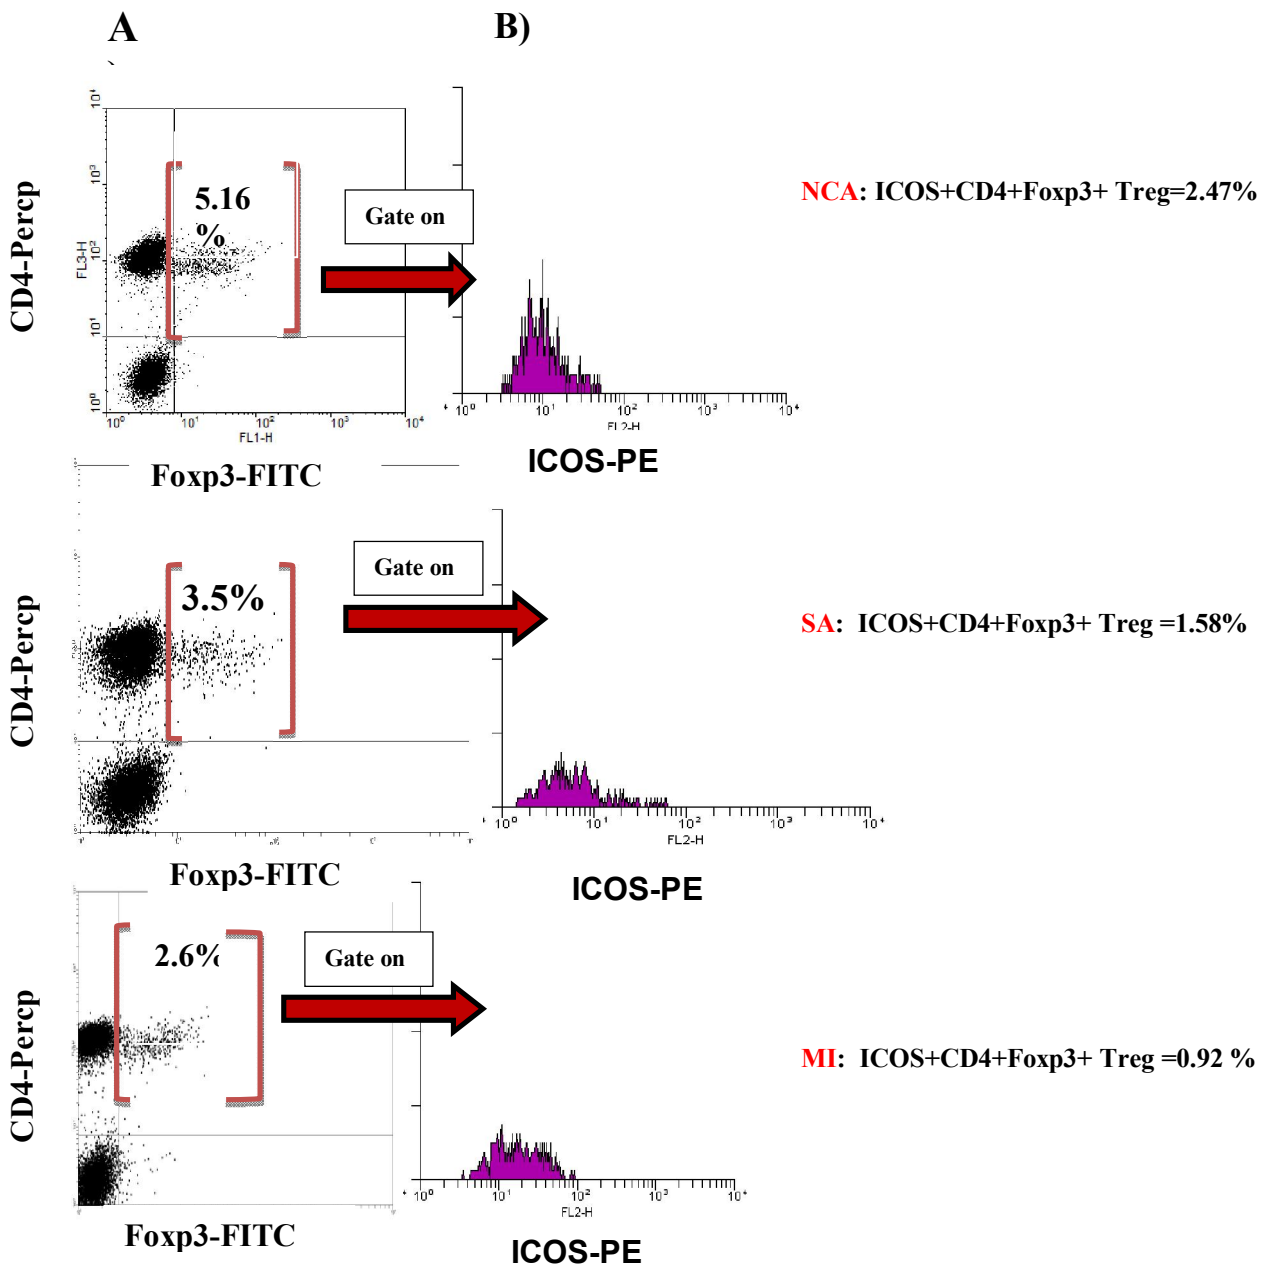 A
B)
)
CD4-Percp
10⁴
10³
10²
10¹
10⁰
FL3-H
5.16
%
Gate on
10⁰ 10¹ 10² 10³ 10⁴
FL1-H
Foxp3-FITC
10⁰ 10¹ 10² 10³ 10⁴
FL2-H
ICOS-PE
NCA: ICOS+CD4+Foxp3+ Treg=2.47%
CD4-Percp
3.5%
Gate on
Foxp3-FITC
10⁰ 10¹ 10² 10³ 10⁴
FL2-H
ICOS-PE
SA: ICOS+CD4+Foxp3+ Treg =1.58%
CD4-Percp
2.6%
Gate on
Foxp3-FITC
10⁰ 10¹ 10² 10³ 10⁴
FL2-H
ICOS-PE
MI: ICOS+CD4+Foxp3+ Treg =0.92 %